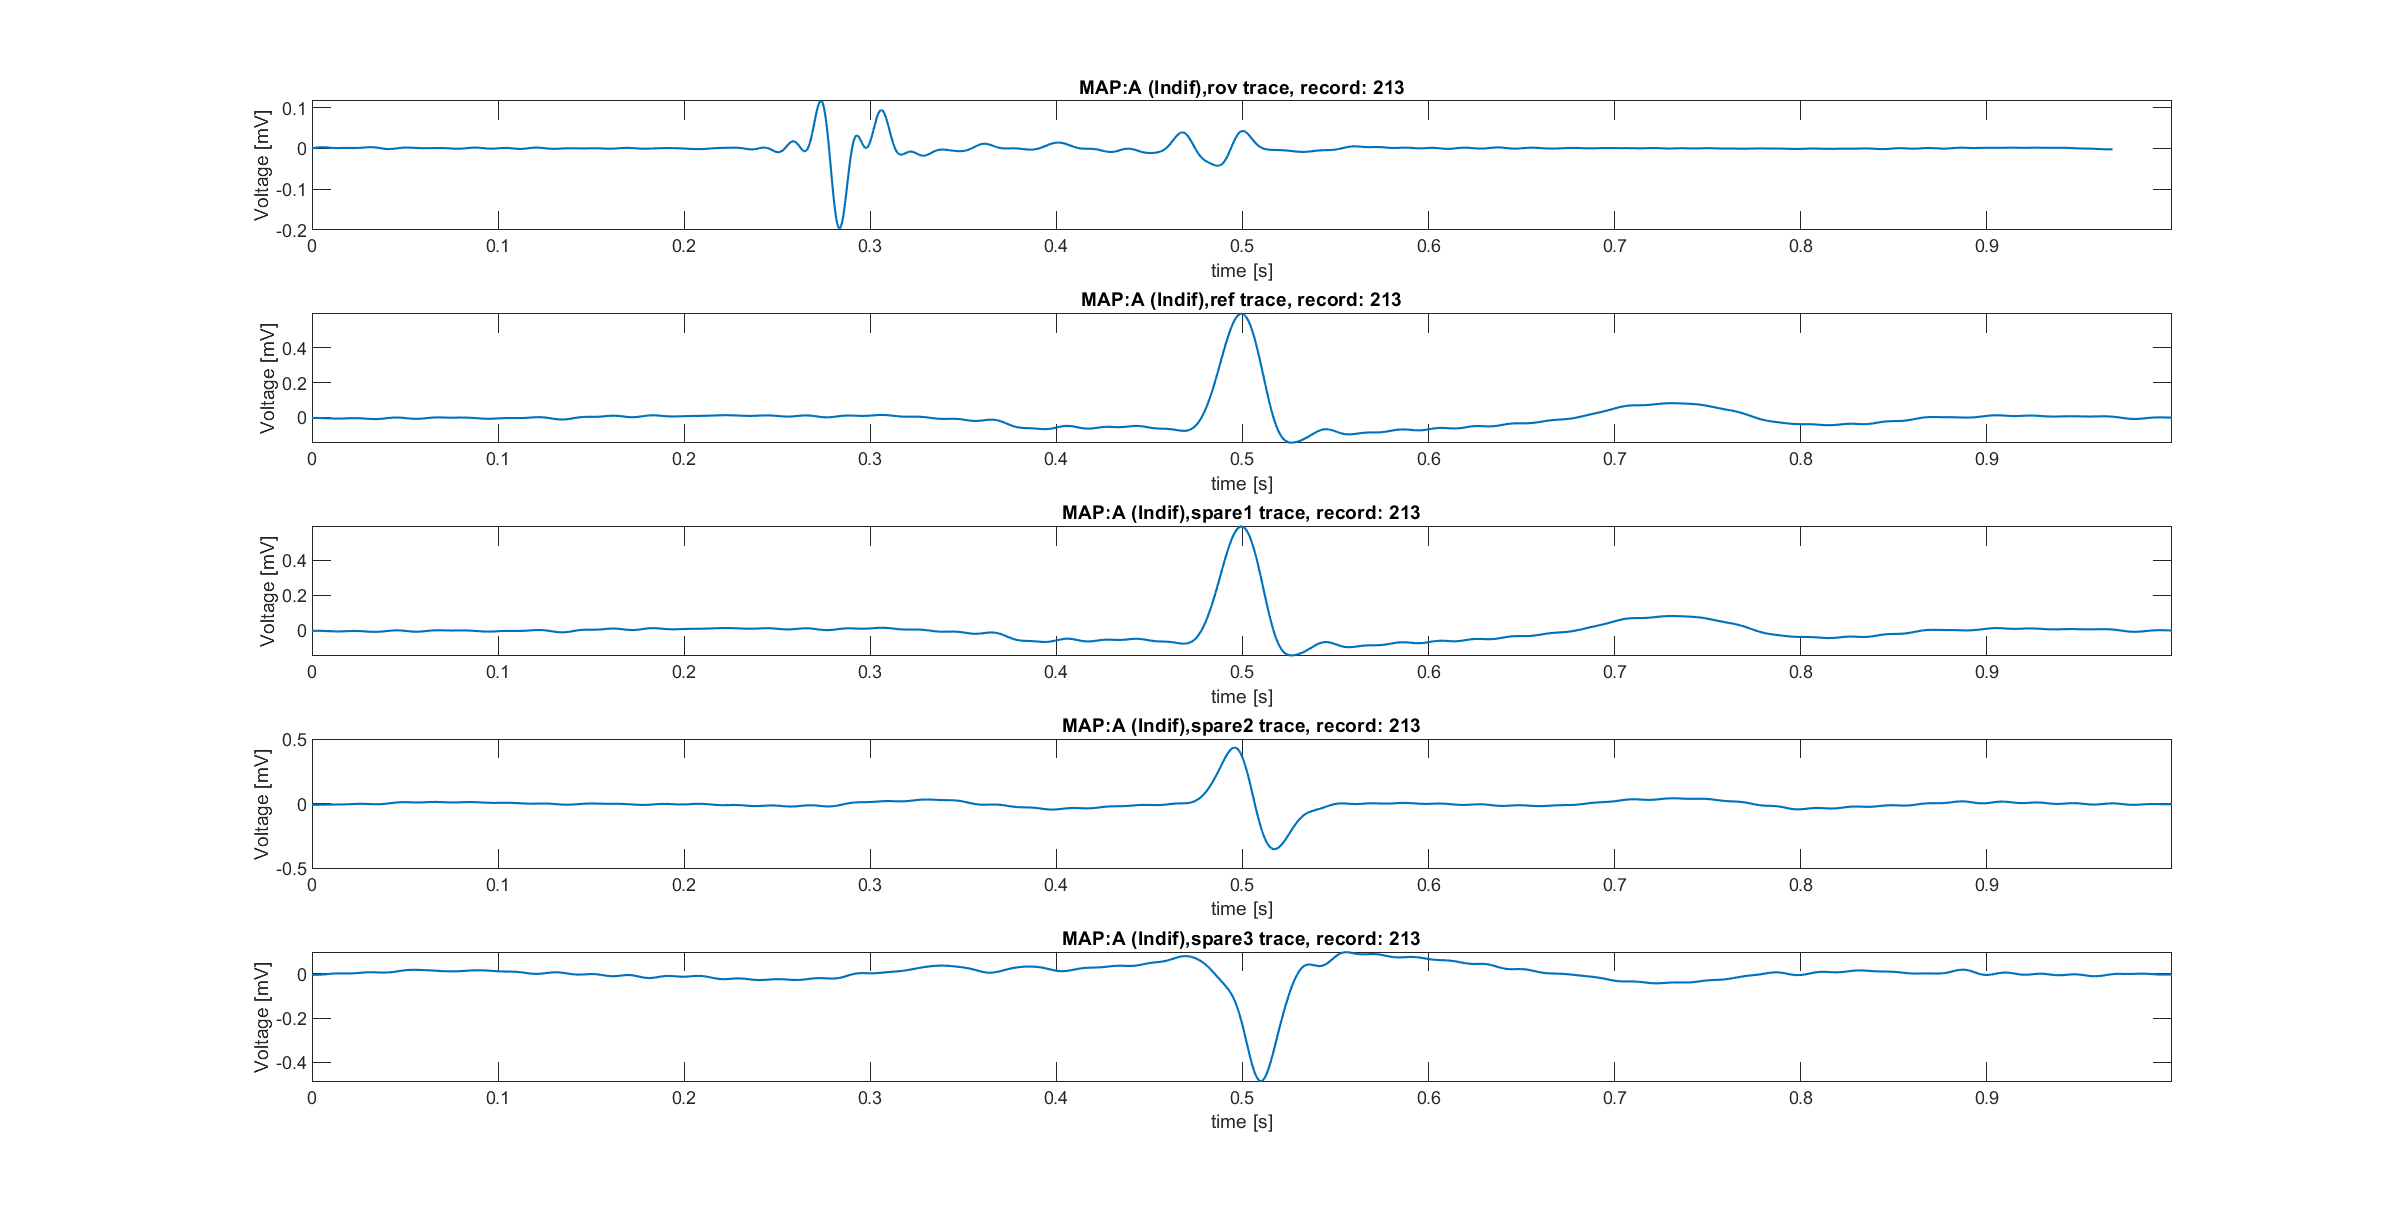 MAP:A (Indif),rov trace, record: 213
Voltage [mV]
0.1
0
-0.1
-0.2
0 0.1 0.2 0.3 0.4 0.5 0.6 0.7 0.8 0.9
time [s]
MAP:A (Indif),ref trace, record: 213
Voltage [mV]
0.4
0.2
0
0 0.1 0.2 0.3 0.4 0.5 0.6 0.7 0.8 0.9
time [s]
MAP:A (Indif),spare1 trace, record: 213
Voltage [mV]
0.4
0.2
0
0 0.1 0.2 0.3 0.4 0.5 0.6 0.7 0.8 0.9
time [s]
MAP:A (Indif),spare2 trace, record: 213
Voltage [mV]
0.5
0
-0.5
0 0.1 0.2 0.3 0.4 0.5 0.6 0.7 0.8 0.9
time [s]
MAP:A (Indif),spare3 trace, record: 213
Voltage [mV]
0
-0.2
-0.4
0 0.1 0.2 0.3 0.4 0.5 0.6 0.7 0.8 0.9
time [s]